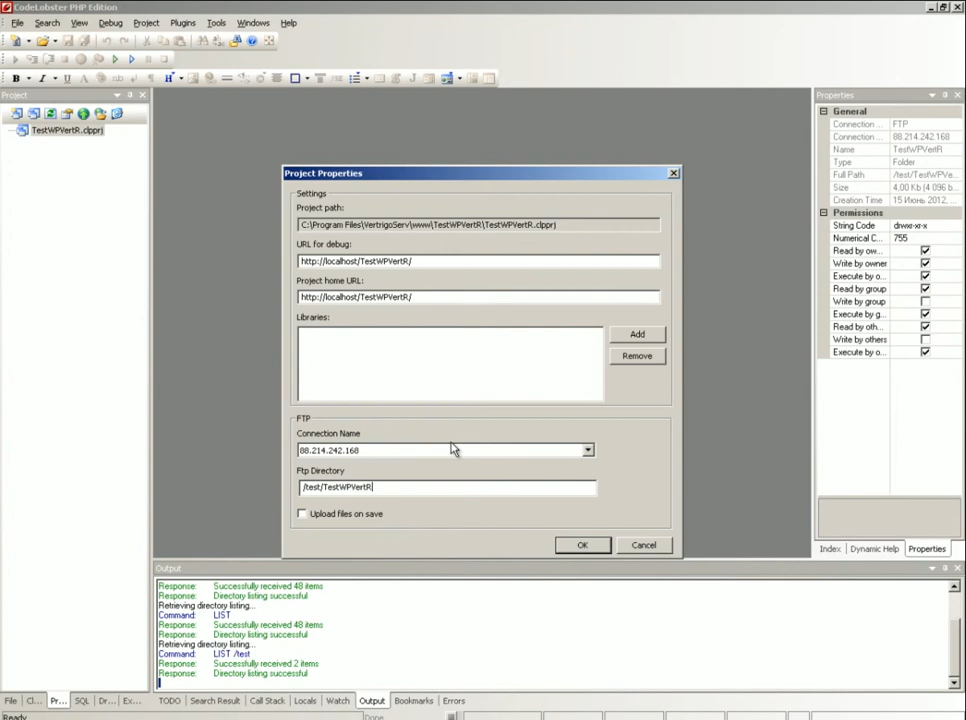 CodeLobster PHP Edition
File Search View Debug Project Plugins Tools Windows Help
Project
TestWPVertR.clpprj
Project Properties
Settings
Project path:
C:\Program Files\VertrigoServ\www\TestWPVertR\TestWPVertR.clpprj
URL for debug:
http://localhost/TestWPVertR/
Project home URL:
http://localhost/TestWPVertR/
Libraries:
Add
Remove
FTP
Connection Name
88.214.242.168
Ftp Directory
/test/TestWPVertR
Upload files on save
OK Cancel
Properties
General
Connection ... FTP
Connection ... 88.214.242.168
Name TestWPVertR
Type Folder
Full Path /test/TestWPVe...
Size 4,00 Kb (4 096 b...
Creation Time 15 Июнь 2012, ...
Permissions
String Code drwxr-xr-x
Numerical C... 755
Read by ow...
Write by owner
Execute by o...
Read by group
Write by group
Execute by g...
Read by oth...
Write by others
Execute by o...
Index Dynamic Help Properties
Output
Response: Successfully received 48 items
Response: Directory listing successful
Retrieving directory listing...
Command: LIST
Response: Successfully received 48 items
Response: Directory listing successful
Retrieving directory listing...
Command: LIST /test
Response: Successfully received 2 items
Response: Directory listing successful
File Cl... Pr... SQL Dr... Ex... TODO Search Result Call Stack Locals Watch Output Bookmarks Errors
Ready Done